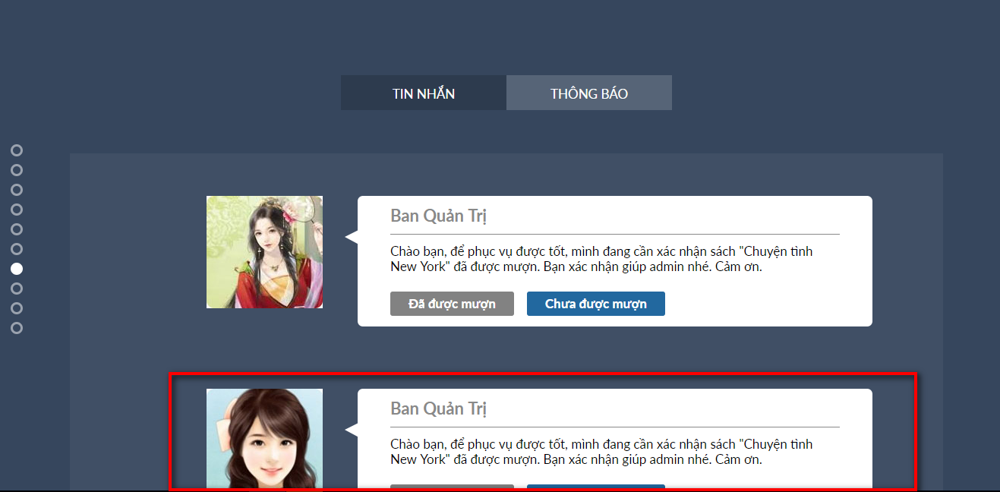 TIN NHẮN
THÔNG BÁO
Ban Quản Trị
Chào bạn, để phục vụ được tốt, mình đang cần xác nhận sách "Chuyện tình
New York" đã được mượn. Bạn xác nhận giúp admin nhé. Cảm ơn.
Đã được mượn
Chưa được mượn
Ban Quản Trị
Chào bạn, để phục vụ được tốt, mình đang cần xác nhận sách "Chuyện tình
New York" đã được mượn. Bạn xác nhận giúp admin nhé. Cảm ơn.